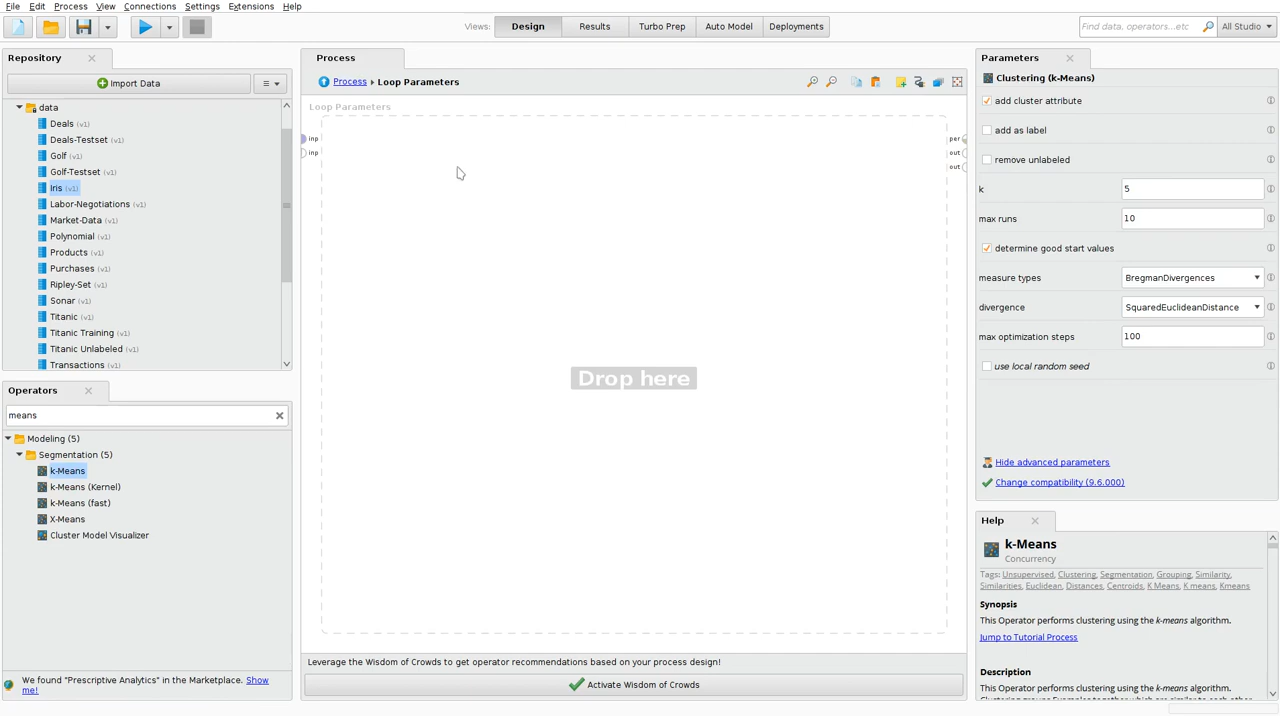 File Edit Process View Connections Settings Extensions Help
Views: Design Results Turbo Prep Auto Model Deployments
Find data, operators...etc All Studio
Repository
Import Data
data
Deals (v1)
Deals-Testset (v1)
Golf (v1)
Golf-Testset (v1)
Iris (v1)
Labor-Negotiations (v1)
Market-Data (v1)
Polynomial (v1)
Products (v1)
Purchases (v1)
Ripley-Set (v1)
Sonar (v1)
Titanic (v1)
Titanic Training (v1)
Titanic Unlabeled (v1)
Transactions (v1)
Operators
means
Modeling (5)
Segmentation (5)
k-Means
k-Means (Kernel)
k-Means (fast)
X-Means
Cluster Model Visualizer
We found "Prescriptive Analytics" in the Marketplace. Show
me!
Process
Process Loop Parameters
Loop Parameters
inp
inp
per
out
out
Drop here
Leverage the Wisdom of Crowds to get operator recommendations based on your process design!
Activate Wisdom of Crowds
Parameters
Clustering (k-Means)
add cluster attribute
add as label
remove unlabeled
k 5
max runs 10
determine good start values
measure types BregmanDivergences
divergence SquaredEuclideanDistance
max optimization steps 100
use local random seed
Hide advanced parameters
Change compatibility (9.6.000)
Help
k-Means
Concurrency
Tags: Unsupervised, Clustering, Segmentation, Grouping, Similarity,
Similarities, Euclidean, Distances, Centroids, K Means, K means, Kmeans
Synopsis
This Operator performs clustering using the k-means algorithm.
Jump to Tutorial Process
Description
This Operator performs clustering using the k-means algorithm.